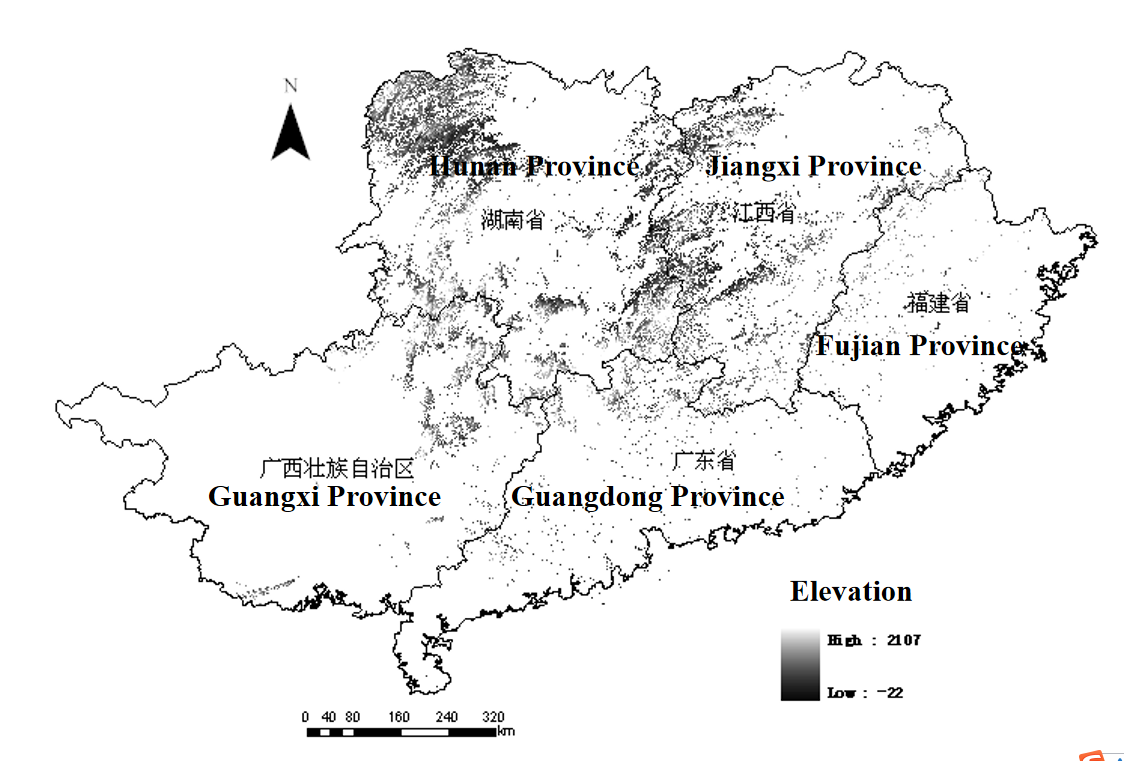 N
Hunan Province
Jiangxi Province
湖南省
江西省
福建省
Fujian Province
广西壮族自治区
广东省
Guangxi Province
Guangdong Province
Elevation
High : 2107
Low : -22
0 40 80 160 240 320
km